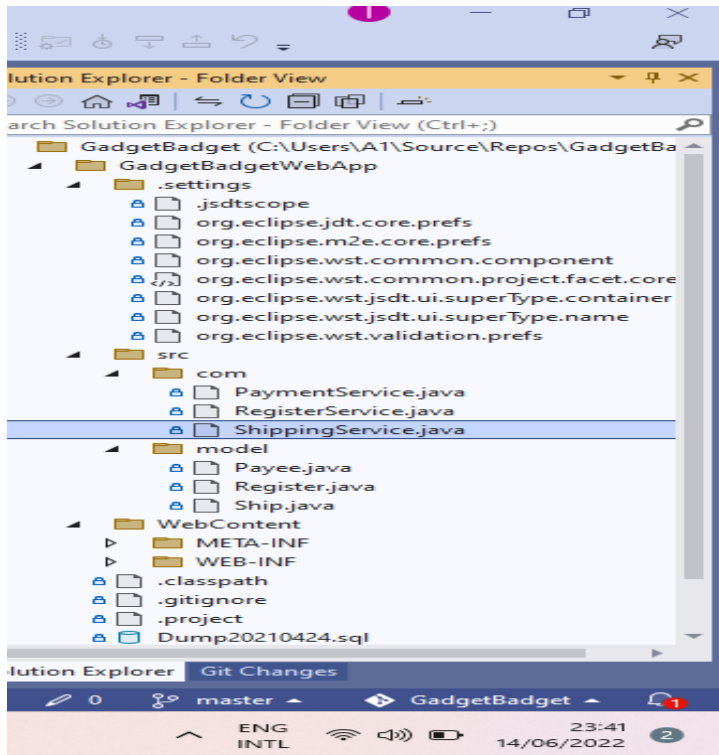 I
lution Explorer - Folder View
arch Solution Explorer - Folder View (Ctrl+;)
GadgetBadget (C:\Users\A1\Source\Repos\GadgetBa
GadgetBadgetWebApp
.settings
.jsdtscope
org.eclipse.jdt.core.prefs
org.eclipse.m2e.core.prefs
org.eclipse.wst.common.component
org.eclipse.wst.common.project.facet.core
org.eclipse.wst.jsdt.ui.superType.container
org.eclipse.wst.jsdt.ui.superType.name
org.eclipse.wst.validation.prefs
src
com
PaymentService.java
RegisterService.java
ShippingService.java
model
Payee.java
Register.java
Ship.java
WebContent
META-INF
WEB-INF
.classpath
.gitignore
.project
Dump20210424.sql
lution Explorer Git Changes
0 master GadgetBadget 1
ENG 23:41
INTL 14/06/2022 2